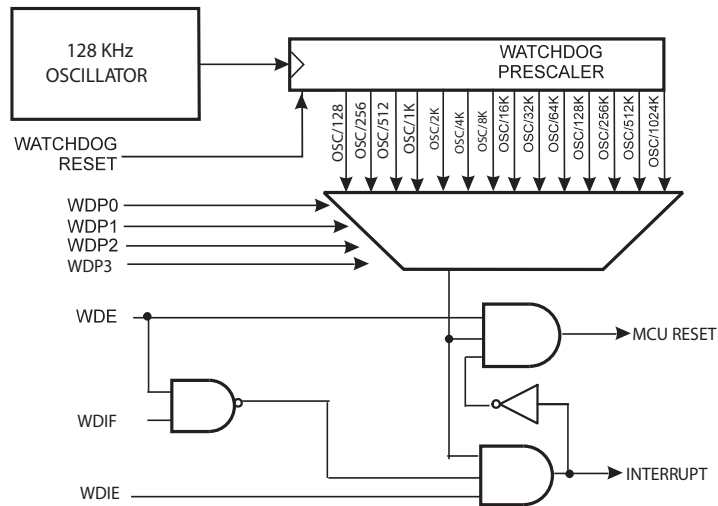 128 KHz
OSCILLATOR
WATCHDOG
PRESCALER
OSC/128
OSC/256
OSC/512
OSC/1K
OSC/2K
OSC/4K
OSC/8K
OSC/16K
OSC/32K
OSC/64K
OSC/128K
OSC/256K
OSC/512K
OSC/1024K
WATCHDOG
RESET
WDP0
WDP1
WDP2
WDP3
WDE
MCU RESET
WDIF
INTERRUPT
WDIE